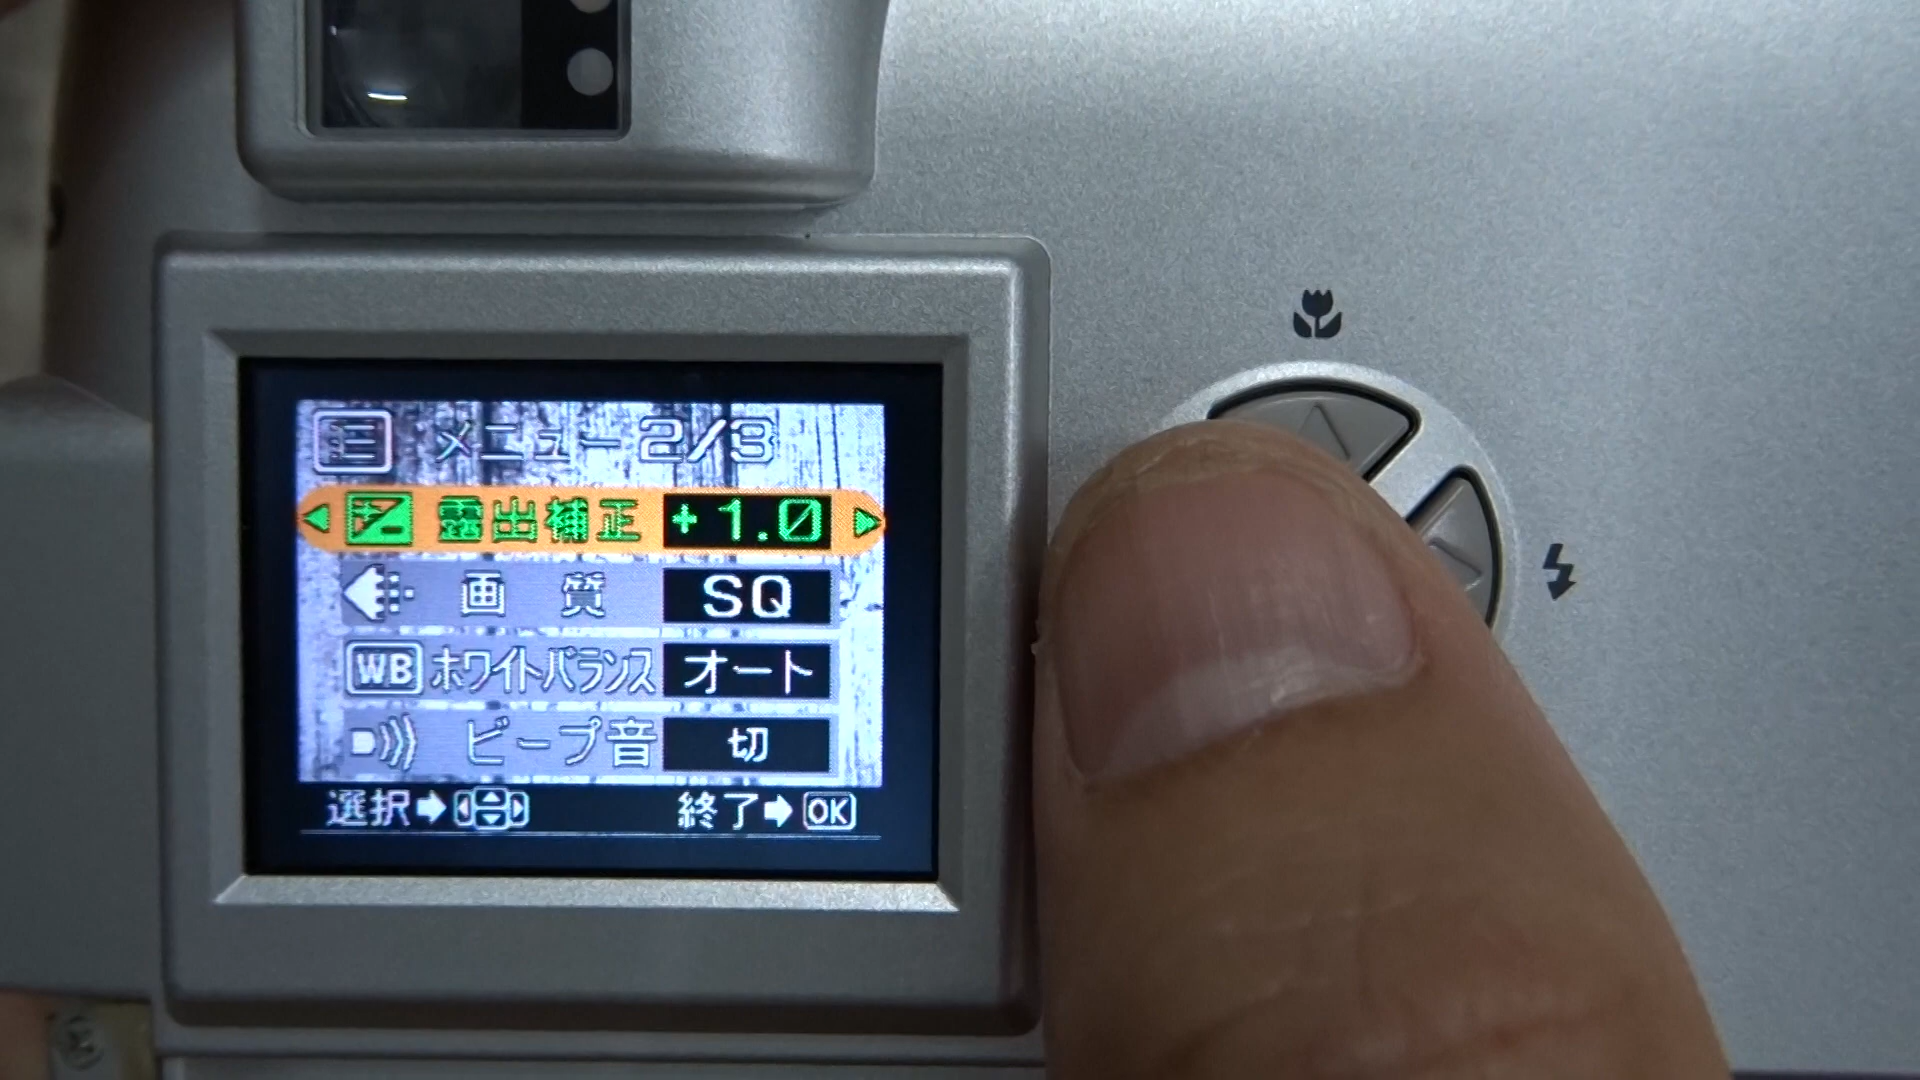 メニュー2/3
露出補正 +1.0
画質 SQ
WB ホワイトバランス オート
ビープ音 切
選択 終了 OK